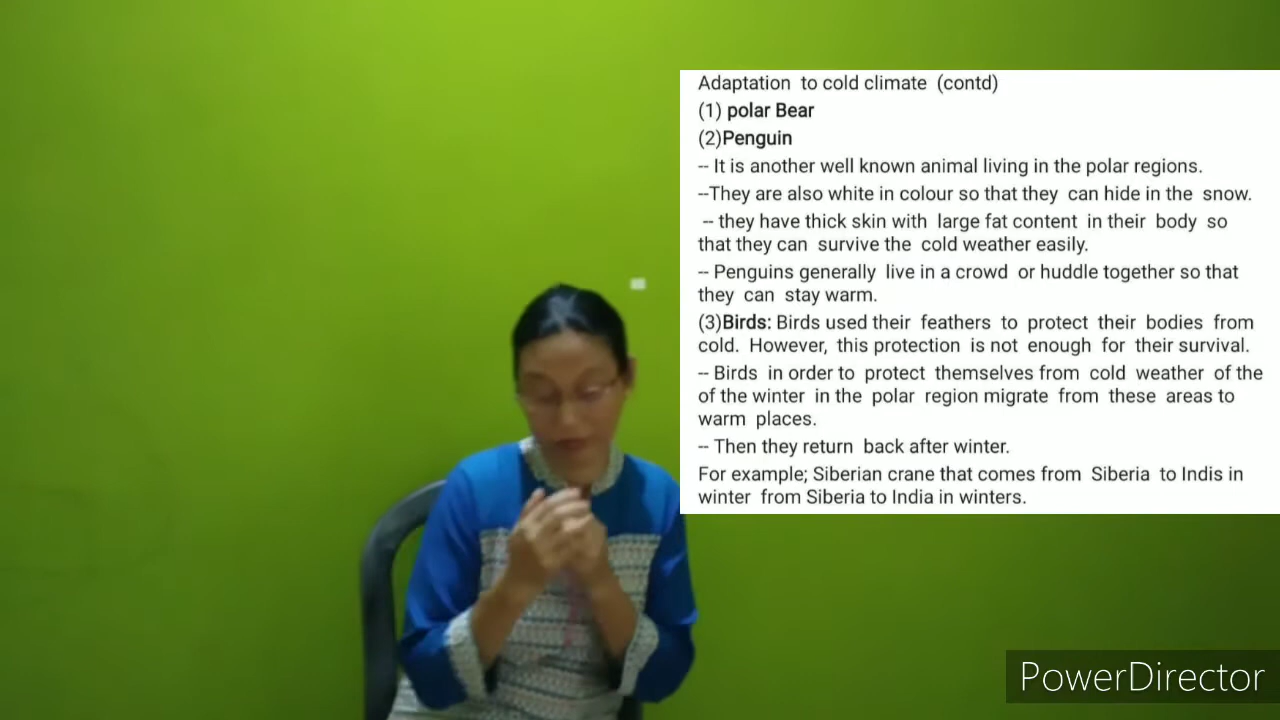 Adaptation to cold climate (contd)
(1) polar Bear
(2)Penguin
-- It is another well known animal living in the polar regions.
--They are also white in colour so that they can hide in the snow.
-- they have thick skin with large fat content in their body so
that they can survive the cold weather easily.
-- Penguins generally live in a crowd or huddle together so that
they can stay warm.
(3)Birds: Birds used their feathers to protect their bodies from
cold. However, this protection is not enough for their survival.
-- Birds in order to protect themselves from cold weather of the
of the winter in the polar region migrate from these areas to
warm places.
-- Then they return back after winter.
For example; Siberian crane that comes from Siberia to Indis in
winter from Siberia to India in winters.
PowerDirector